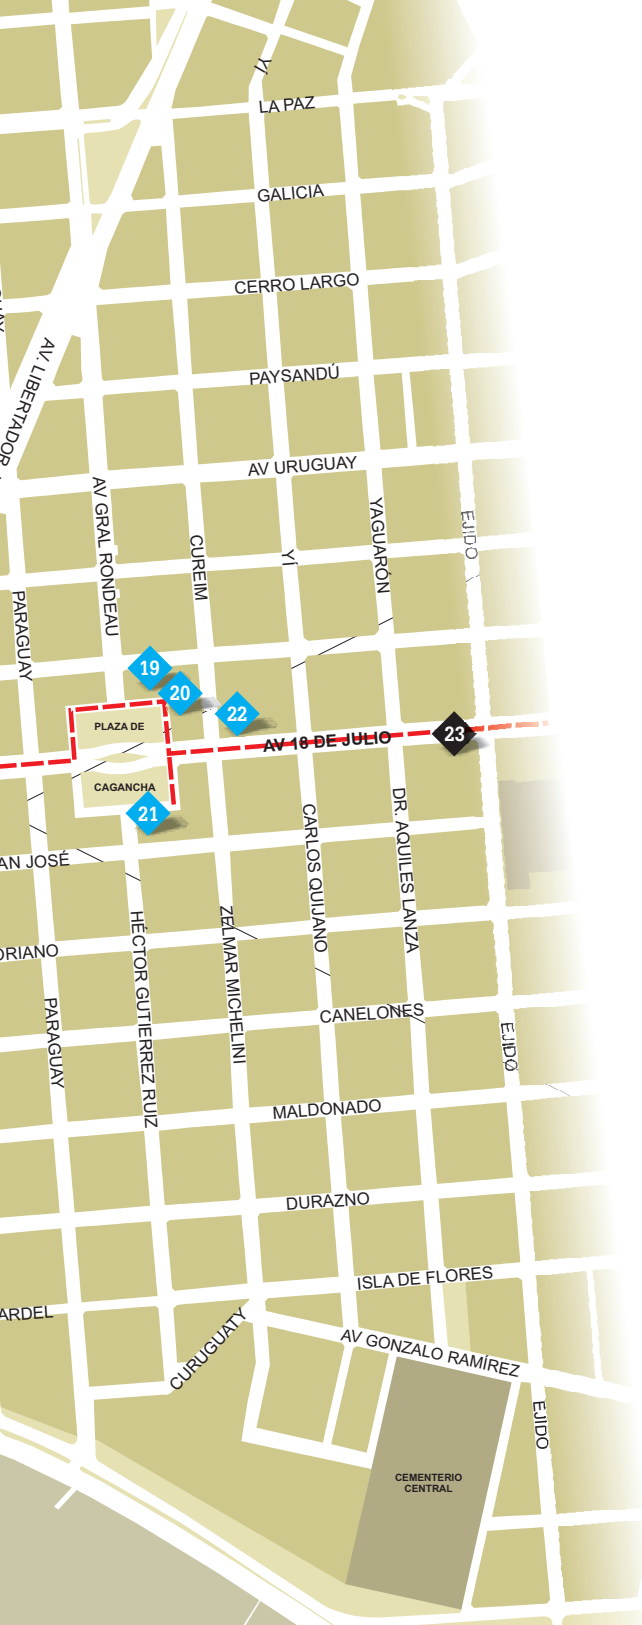 YÍ
LA PAZ
GALICIA
CERRO LARGO
AV. LIBERTADOR
PAYSANDÚ
AV URUGUAY
AV GRAL RONDEAU
CUREIM
YÍ
YAGUARÓN
EJIDO
PARAGUAY
19
20
22
PLAZA DE
CAGANCHA
AV 18 DE JULIO
23
21
AN JOSÉ
CARLOS QUIJANO
DR. AQUILES LANZA
ORIANO
HÉCTOR GUTIERREZ RUIZ
ZELMAR MICHELINI
PARAGUAY
CANELONES
EJIDO
MALDONADO
DURAZNO
ISLA DE FLORES
ARDEL
CURUGUATY
AV GONZALO RAMÍREZ
EJIDO
CEMENTERIO
CENTRAL